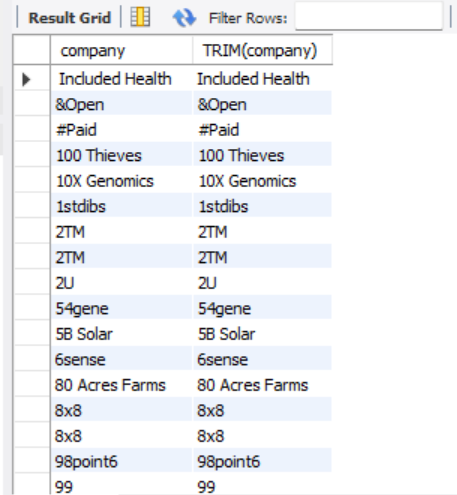 Result Grid Filter Rows:
company TRIM(company)
 Included Health Included Health
&Open &Open
#Paid #Paid
100 Thieves 100 Thieves
10X Genomics 10X Genomics
1stdibs 1stdibs
2TM 2TM
2TM 2TM
2U 2U
54gene 54gene
5B Solar 5B Solar
6sense 6sense
80 Acres Farms 80 Acres Farms
8x8 8x8
8x8 8x8
98point6 98point6
99 99